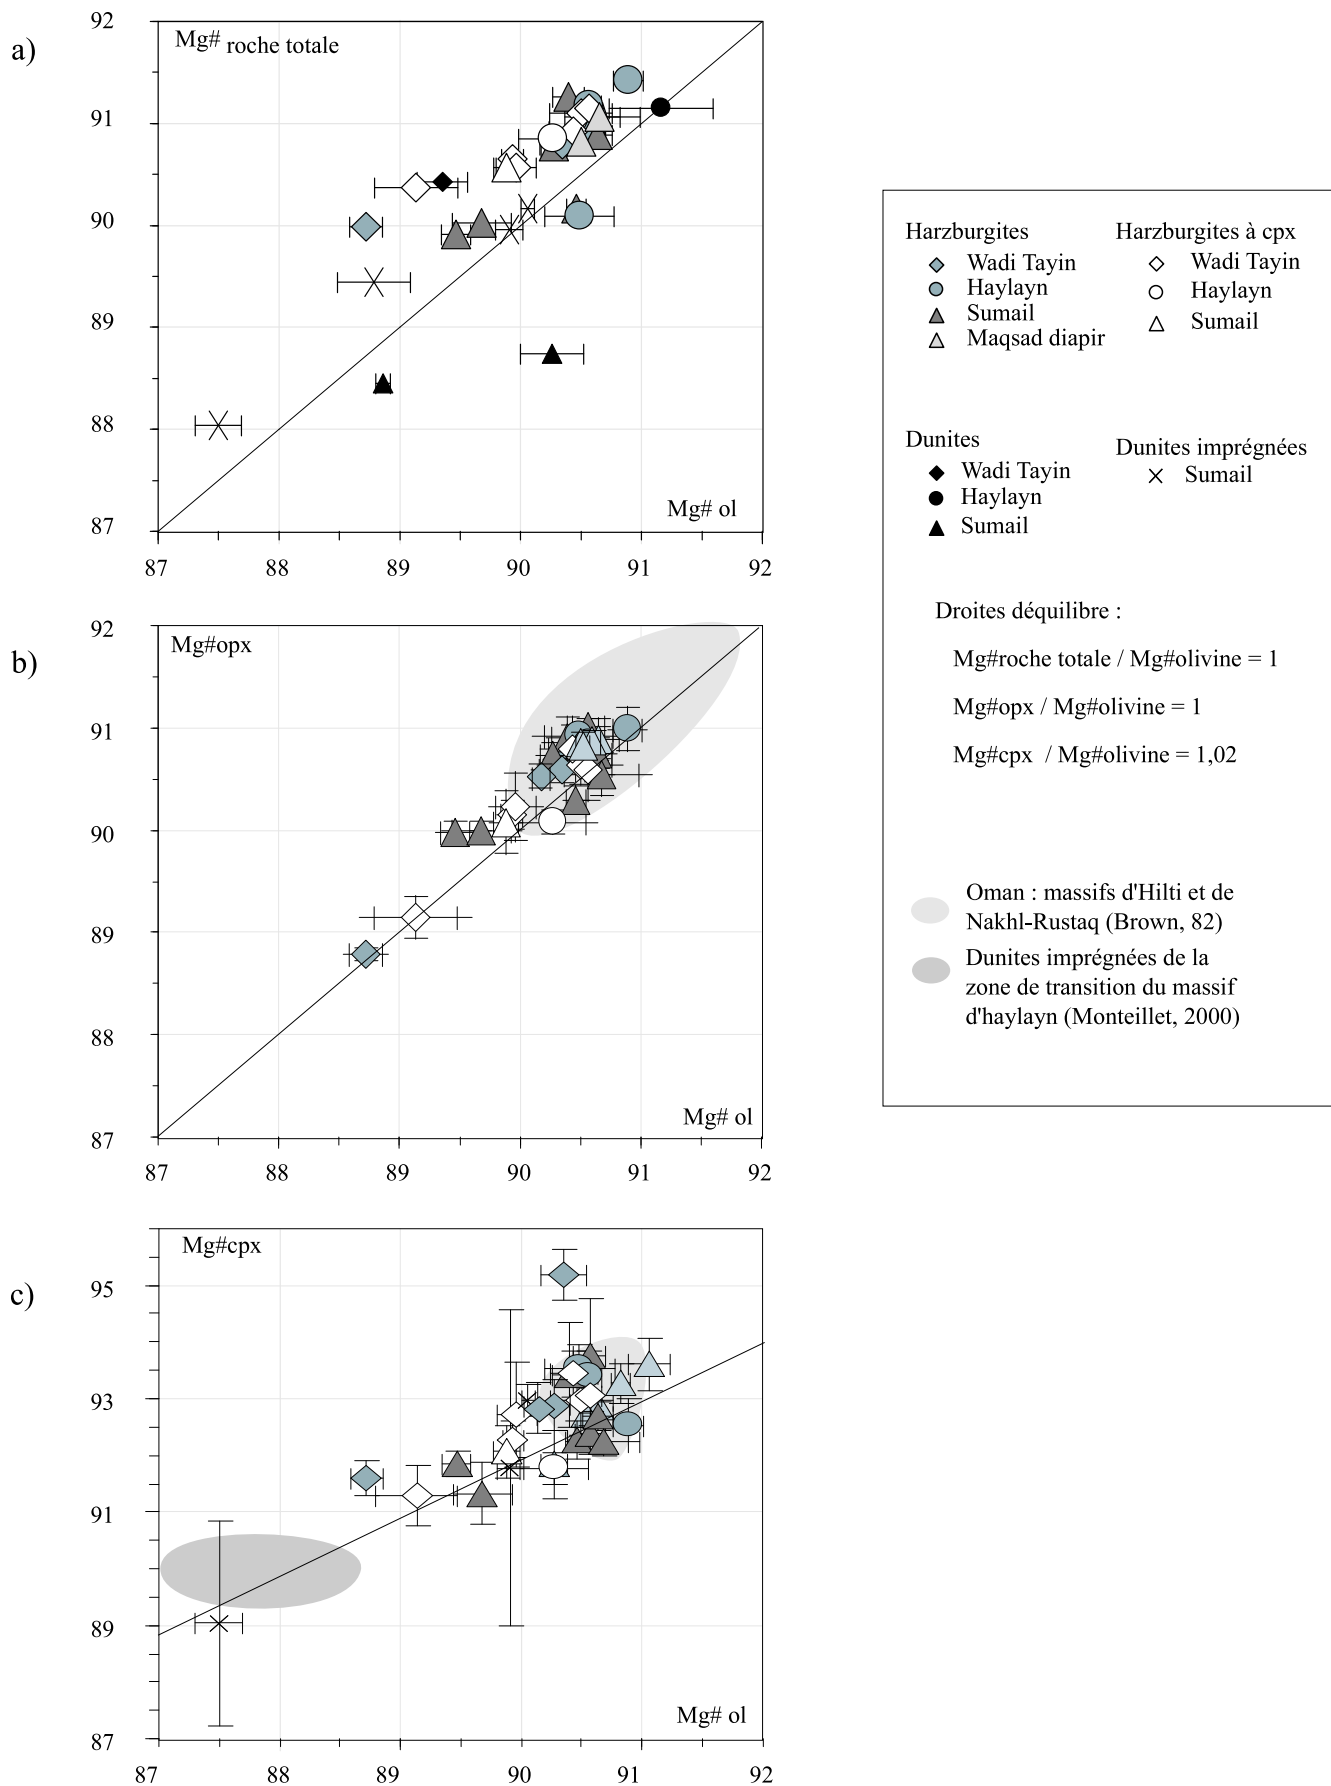 a)
Mg# roche totale
92
91
90
89
88
87
Mg# ol
87 88 89 90 91 92
b)
Mg#opx
92
91
90
89
88
87
Mg# ol
87 88 89 90 91 92
c)
Mg#cpx
95
93
91
89
87
Mg# ol
87 88 89 90 91 92
Harzburgites
Wadi Tayin
Haylayn
Sumail
Maqsad diapir
Harzburgites à cpx
Wadi Tayin
Haylayn
Sumail
Dunites
Wadi Tayin
Haylayn
Sumail
Dunites imprégnées
Sumail
Droites déquilibre :
Mg#roche totale / Mg#olivine = 1
Mg#opx / Mg#olivine = 1
Mg#cpx / Mg#olivine = 1,02
Oman : massifs d'Hilti et de
Nakhl-Rustaq (Brown, 82)
Dunites imprégnées de la
zone de transition du massif
d'haylayn (Monteillet, 2000)